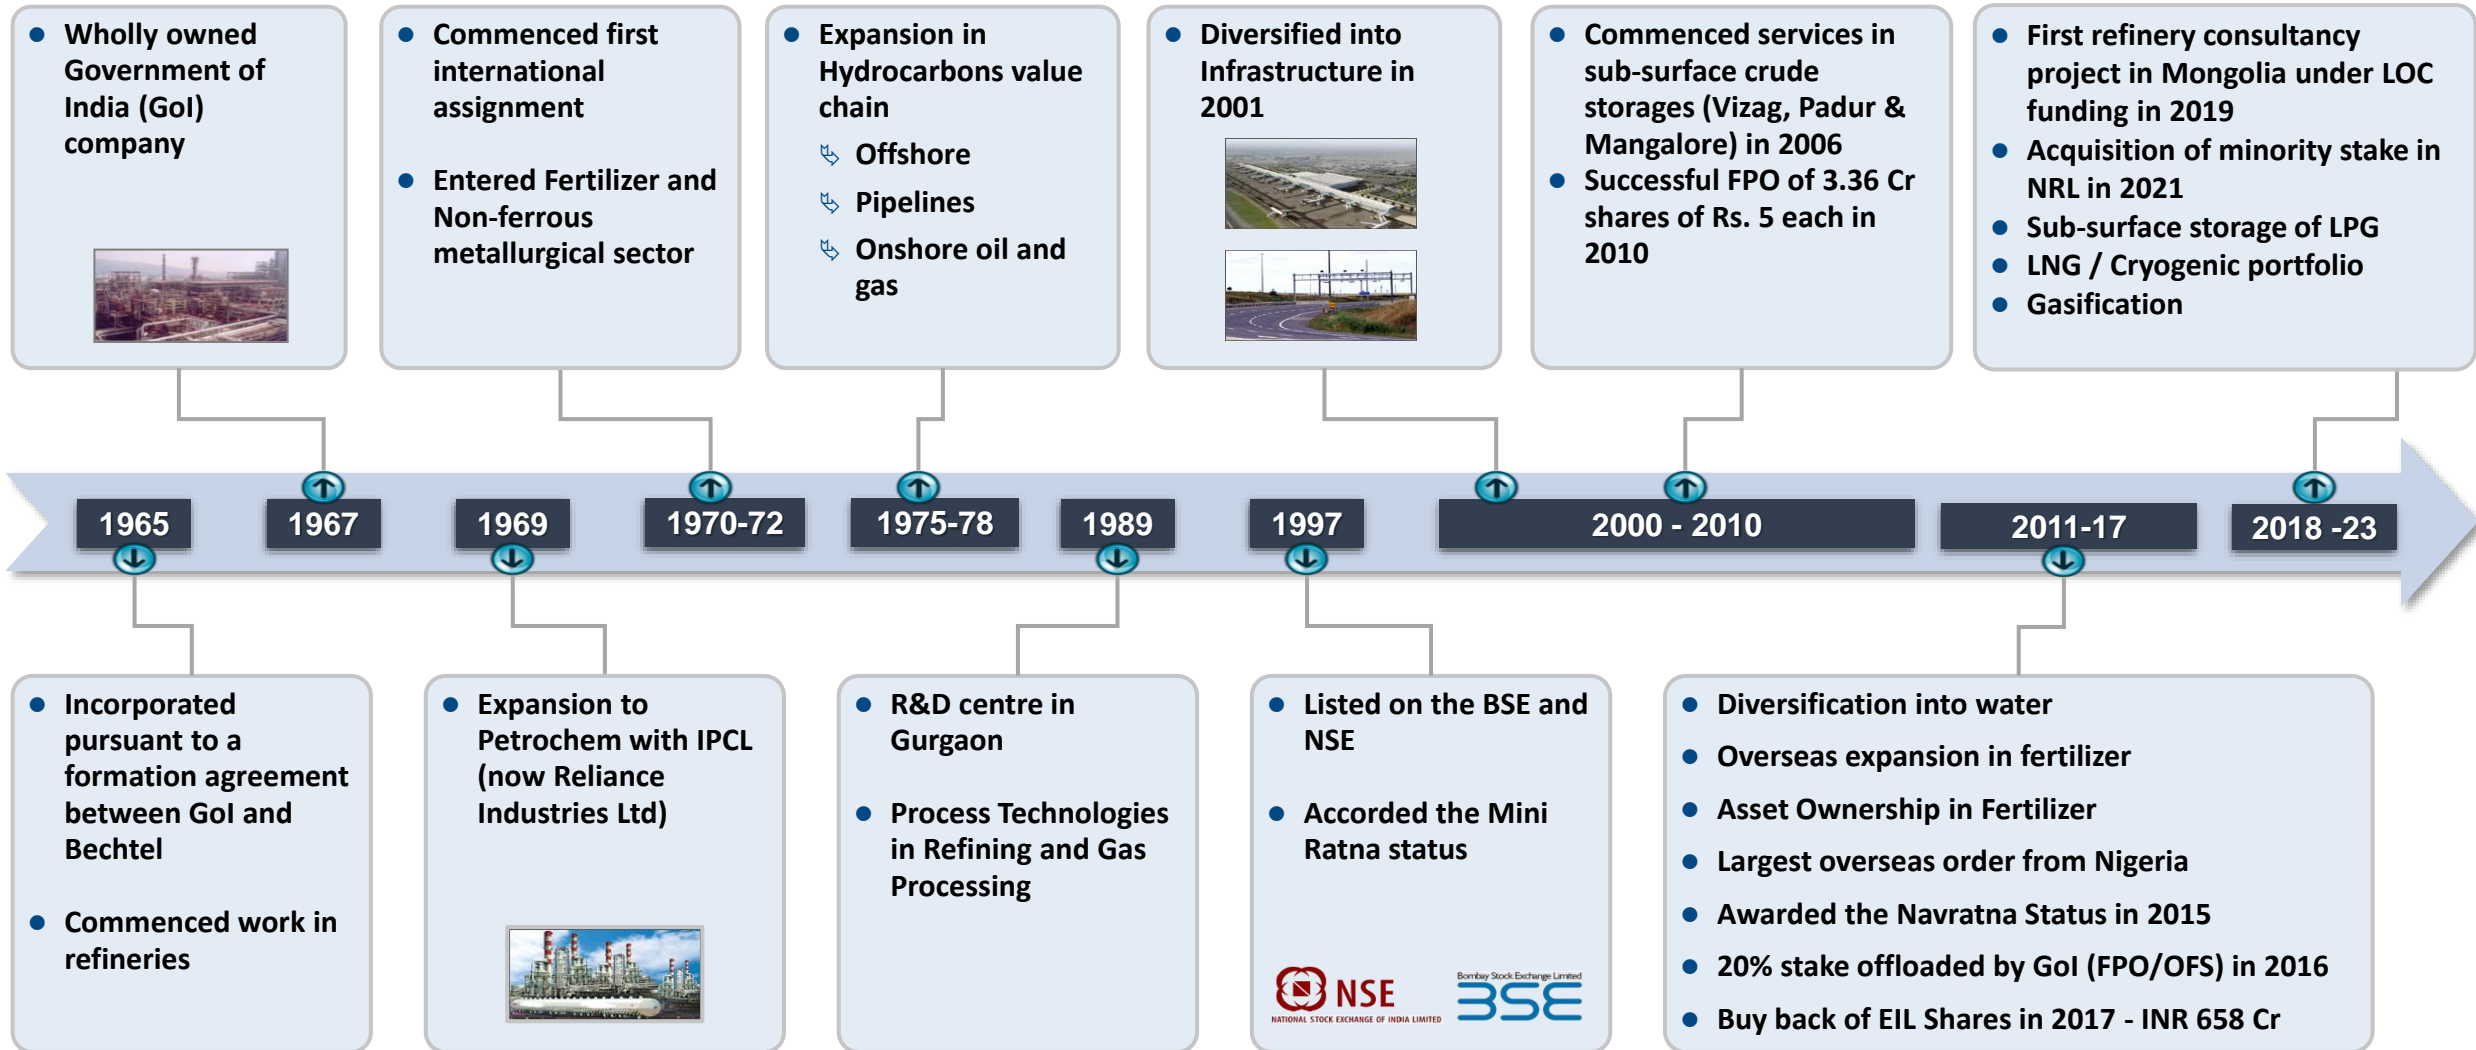 Wholly owned
Government of
India (GoI)
company
Commenced first
international
assignment
Entered Fertilizer and
Non-ferrous
metallurgical sector
Expansion in
Hydrocarbons value
chain
Offshore
Pipelines
Onshore oil and
gas
Diversified into
Infrastructure in
2001
Commenced services in
sub-surface crude
storages (Vizag, Padur &
Mangalore) in 2006
Successful FPO of 3.36 Cr
shares of Rs. 5 each in
2010
First refinery consultancy
project in Mongolia under LOC
funding in 2019
Acquisition of minority stake in
NRL in 2021
Sub-surface storage of LPG
LNG / Cryogenic portfolio
Gasification
1965
1967
1969
1970-72
1975-78
1989
1997
2000 - 2010
2011-17
2018 -23
Incorporated
pursuant to a
formation agreement
between GoI and
Bechtel
Commenced work in
refineries
Expansion to
Petrochem with IPCL
(now Reliance
Industries Ltd)
R&D centre in
Gurgaon
Process Technologies
in Refining and Gas
Processing
Listed on the BSE and
NSE
Accorded the Mini
Ratna status
NSE
NATIONAL STOCK EXCHANGE OF INDIA LIMITED
Bombay Stock Exchange Limited
BSE
Diversification into water
Overseas expansion in fertilizer
Asset Ownership in Fertilizer
Largest overseas order from Nigeria
Awarded the Navratna Status in 2015
20% stake offloaded by GoI (FPO/OFS) in 2016
Buy back of EIL Shares in 2017 - INR 658 Cr